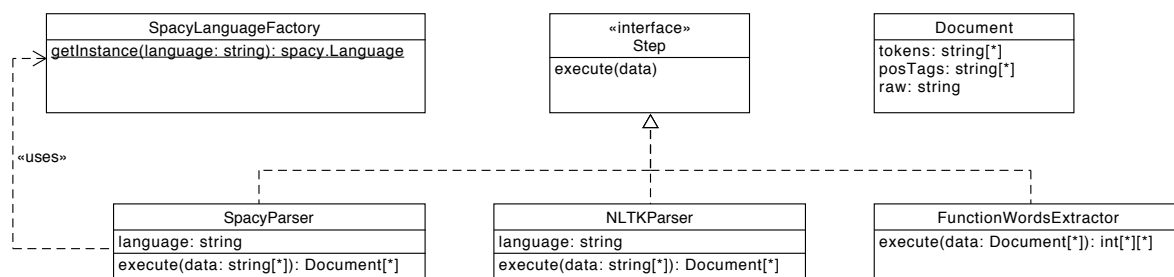 SpacyLanguageFactory
getInstance(language: string): spacy.Language
«interface»
Step
execute(data)
Document
tokens: string[*]
posTags: string[*]
raw: string
«uses»
SpacyParser
language: string
execute(data: string[*]): Document[*]
NLTKParser
language: string
execute(data: string[*]): Document[*]
FunctionWordsExtractor
execute(data: Document[*]): int[*][*]